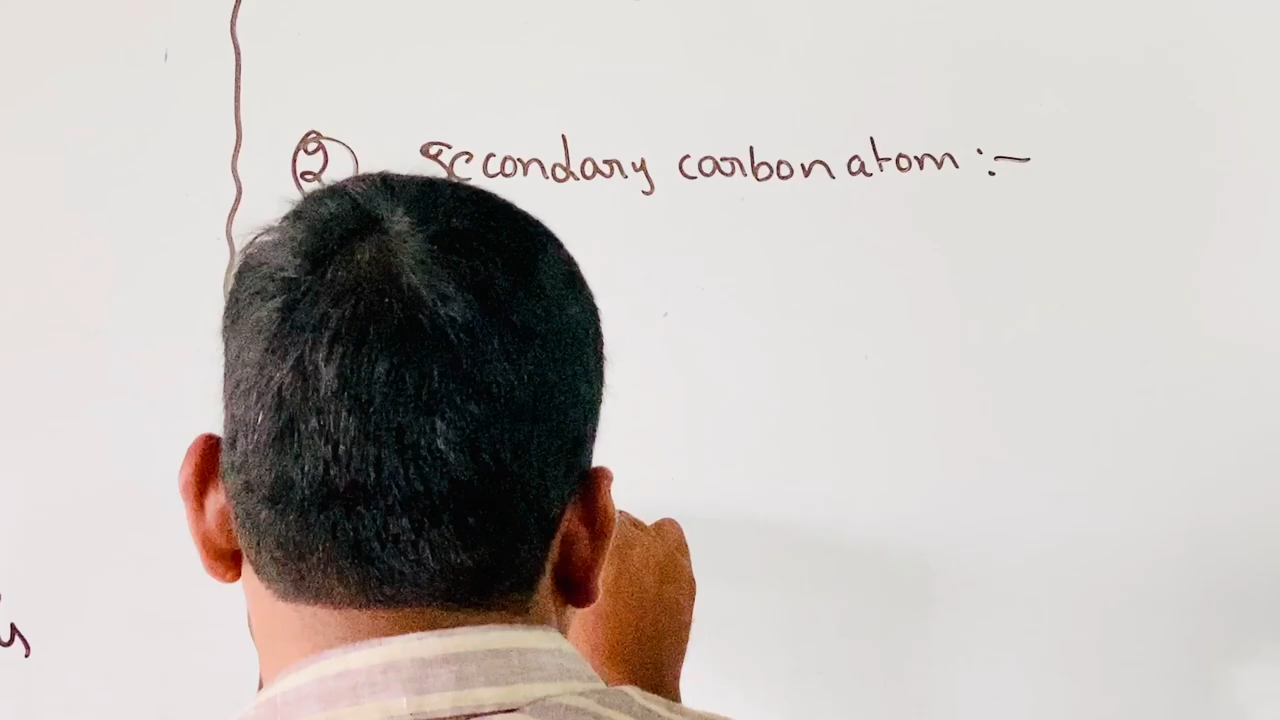 ② Secondary carbon atom :-